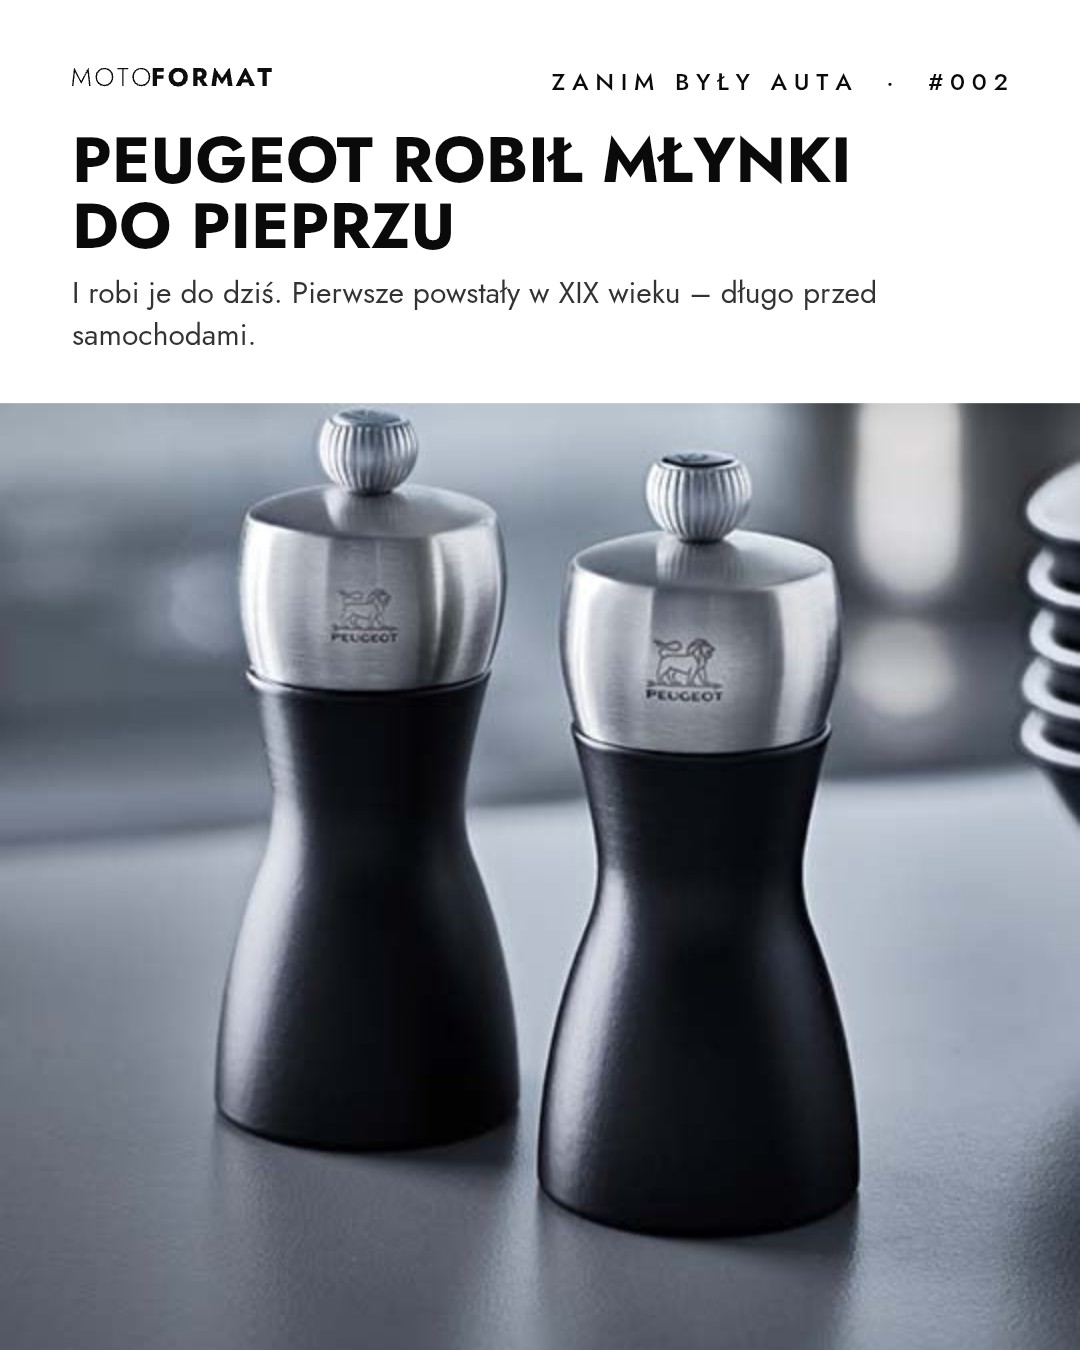 MOTOFORMAT
ZANIM BYŁY AUTA · #002
PEUGEOT ROBIŁ MŁYNKI
DO PIEPRZU
I robi je do dziś. Pierwsze powstały w XIX wieku – długo przed
samochodami.
PEUGEOT
PEUGEOT